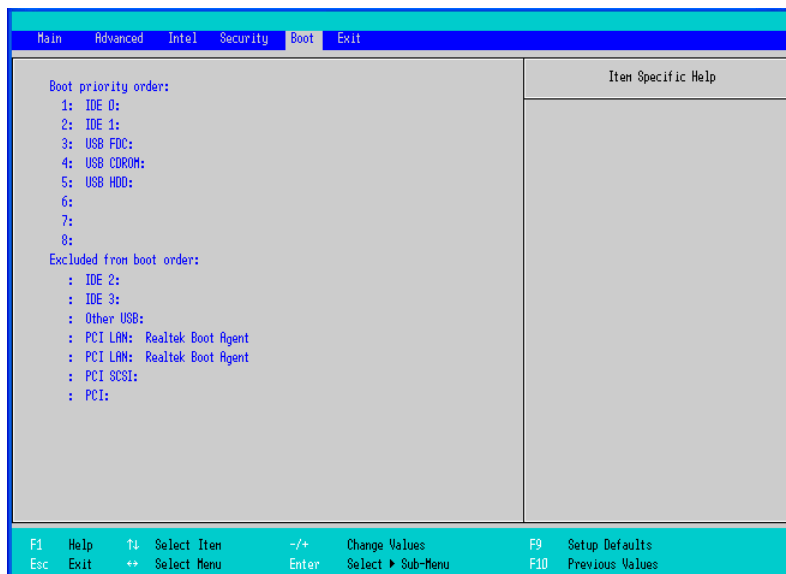 Main Advanced Intel Security Boot Exit
Item Specific Help
Boot priority order:
1: IDE 0:
2: IDE 1:
3: USB FDC:
4: USB CDROM:
5: USB HDD:
6:
7:
8:
Excluded from boot order:
: IDE 2:
: IDE 3:
: Other USB:
: PCI LAN: Realtek Boot Agent
: PCI LAN: Realtek Boot Agent
: PCI SCSI:
: PCI:
F1 Help ↑↓ Select Item -/+ Change Values F9 Setup Defaults
Esc Exit ↔ Select Menu Enter Select ▶ Sub-Menu F10 Previous Values